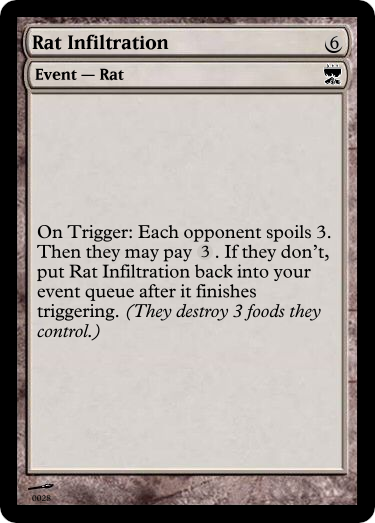 Rat Infiltration 6
Event — Rat
On Trigger: Each opponent spoils 3.
Then they may pay 3 . If they don't,
put Rat Infiltration back into your
event queue after it finishes
triggering. (They destroy 3 foods they
control.)
0028